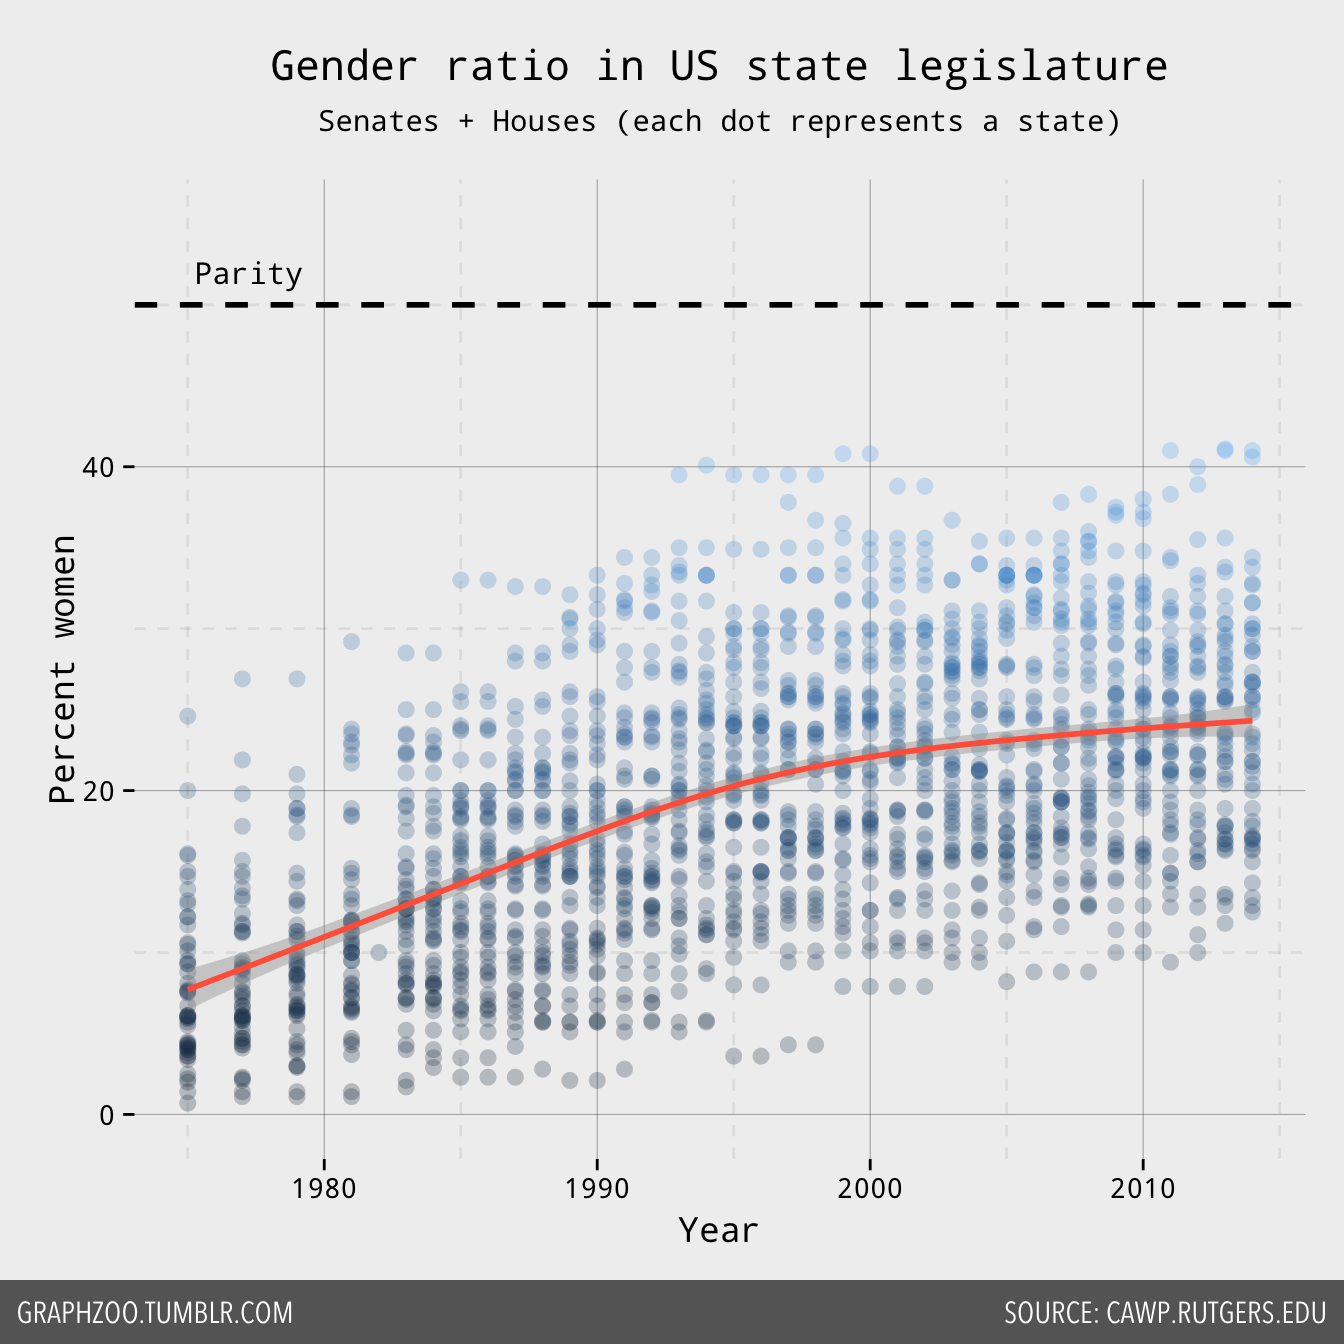 Gender ratio in US state legislature
Senates + Houses (each dot represents a state)
Parity
40
20
0
Percent women
1980 1990 2000 2010
Year
GRAPHZOO.TUMBLR.COM SOURCE: CAWP.RUTGERS.EDU